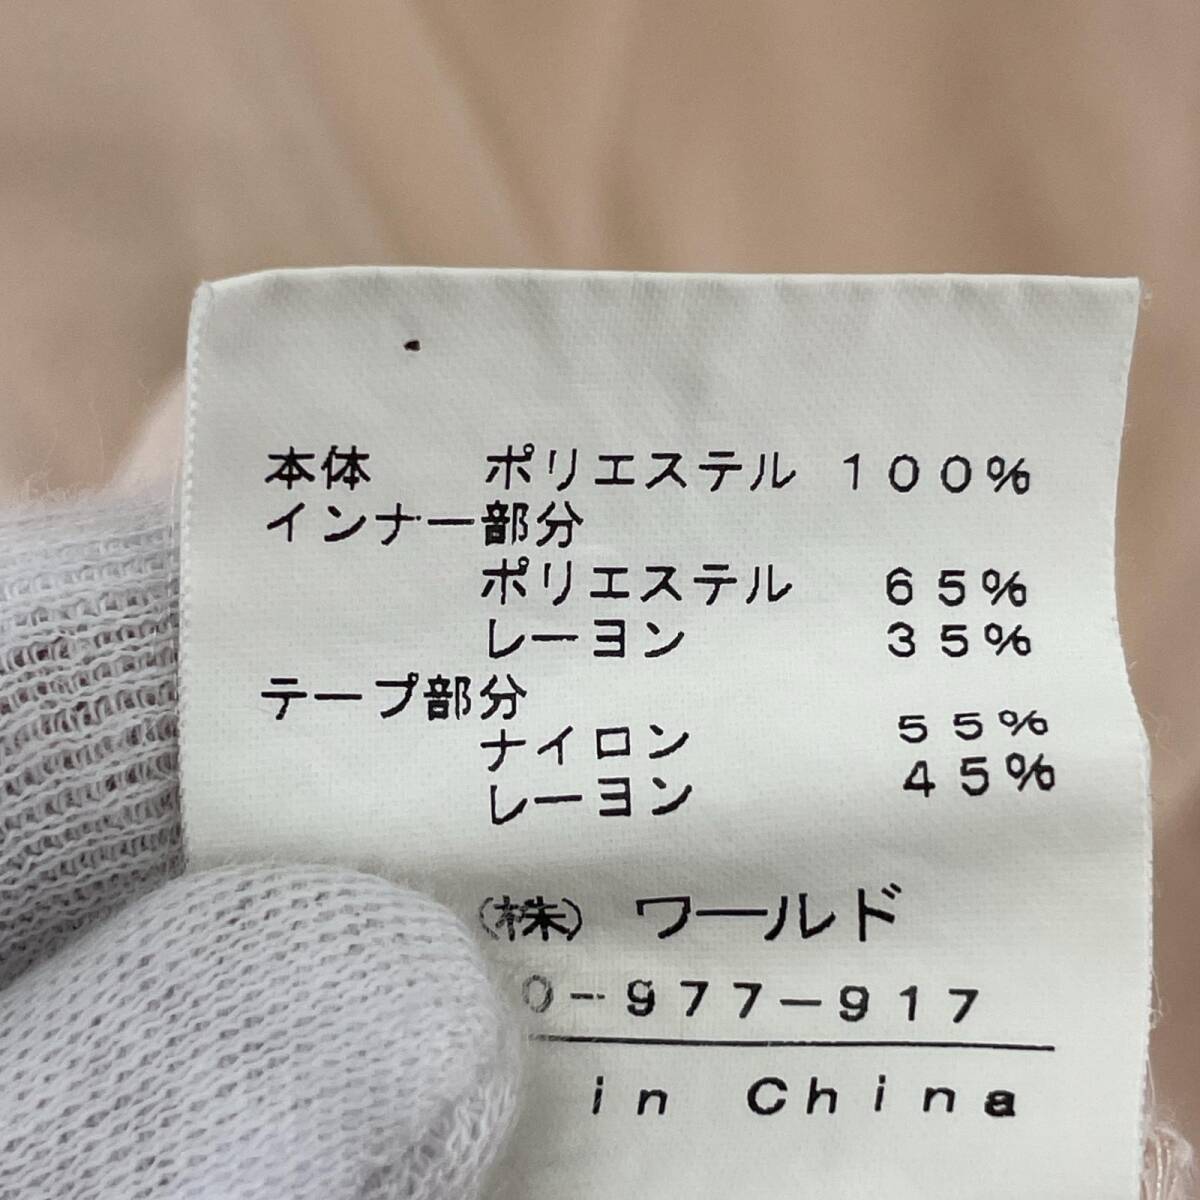 本体 ポリエステル 100%
インナー部分
ポリエステル 65%
レーヨン 35%
テープ部分
ナイロン 55%
レーヨン 45%
(株) ワールド
0-977-917
in China